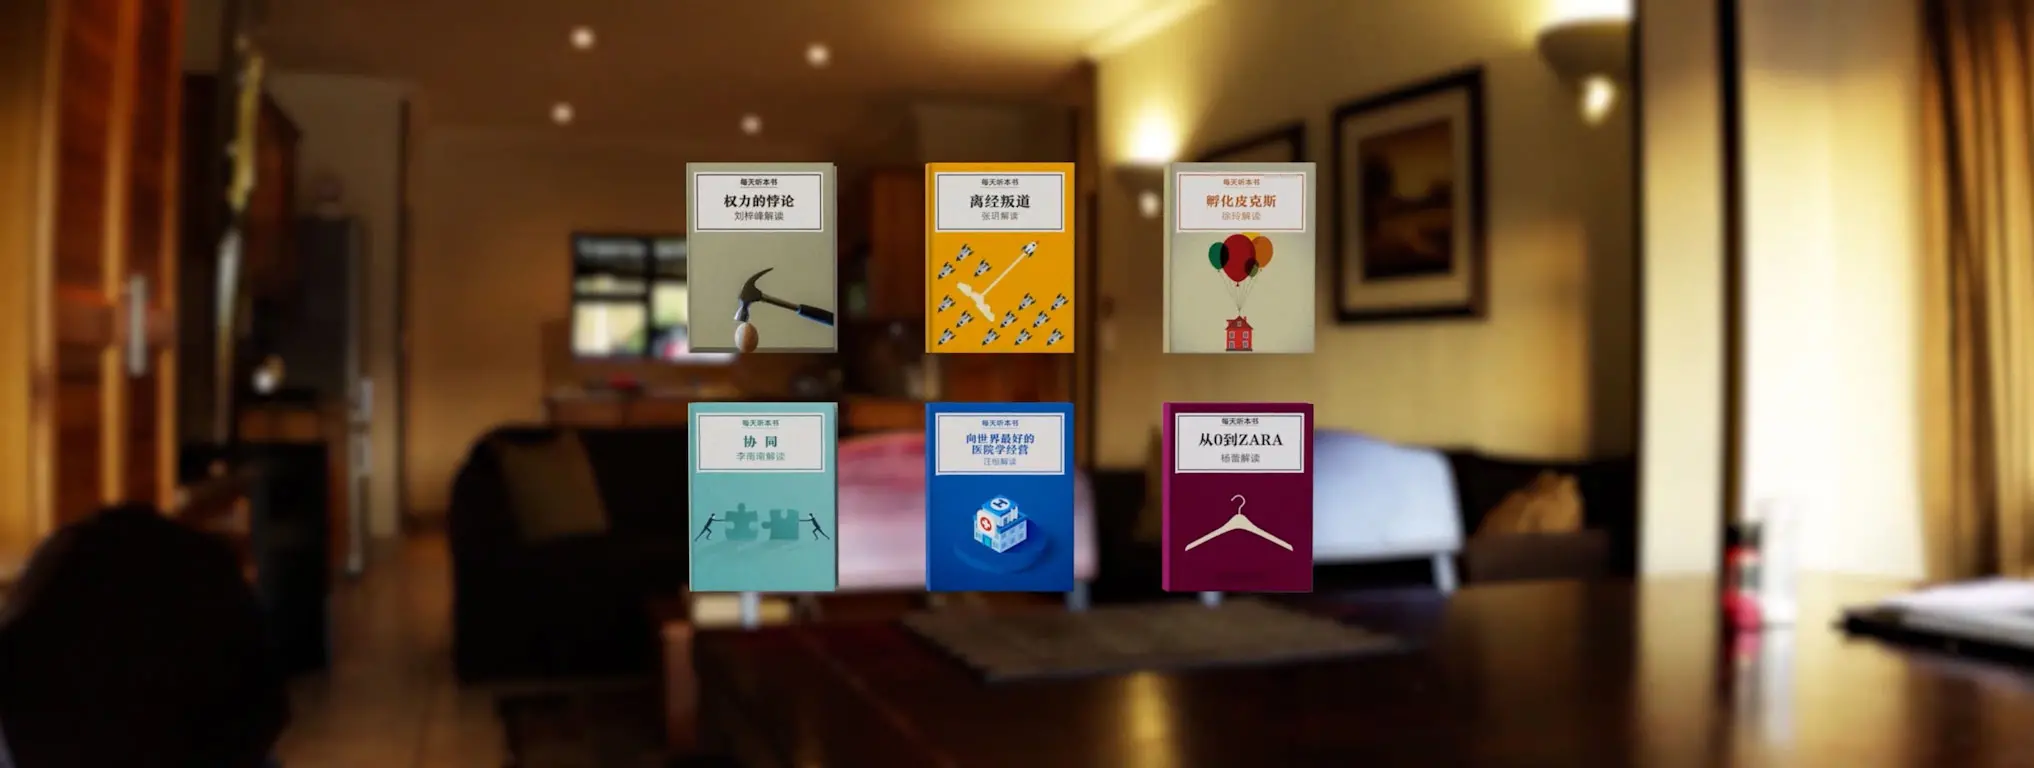 每天听本书
权力的悖论
刘梓峰解读
每天听本书
离经叛道
张玥解读
每天听本书
孵化皮克斯
徐玲解读
每天听本书
协同
李南南解读
每天听本书
向世界最好的
医院学经营
汪恒解读
每天听本书
从0到ZARA
杨蕾解读